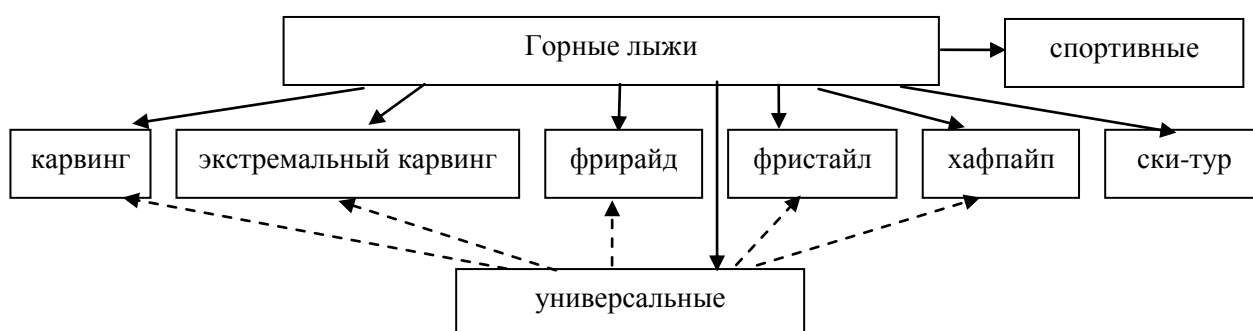 Горные лыжи
спортивные
карвинг
экстремальный карвинг
фрирайд
фристайл
хафпайп
ски-тур
универсальные